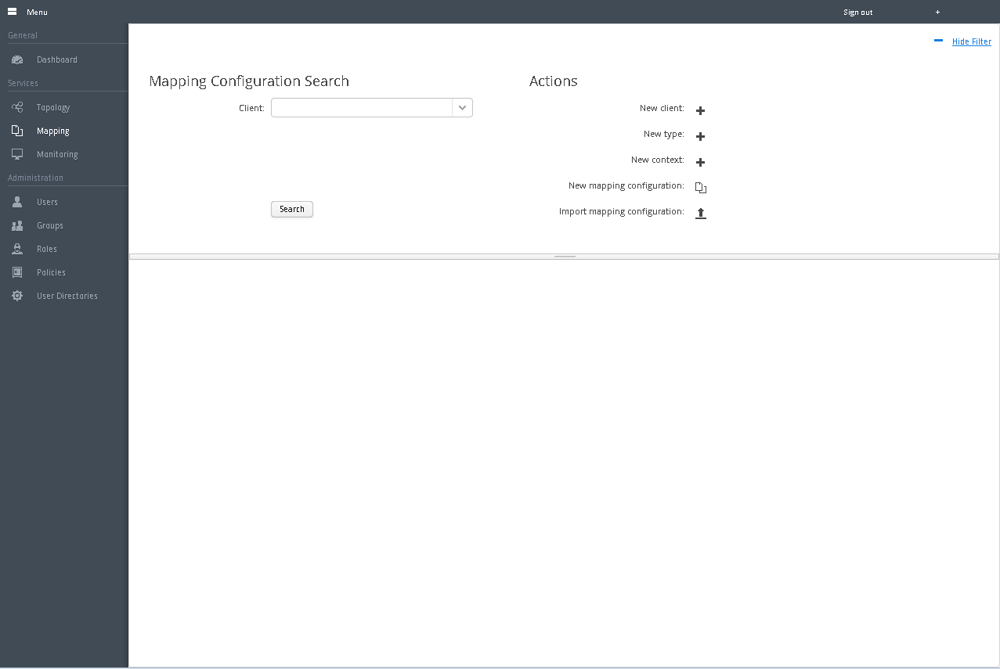 Menu
Sign out
+
General
Hide Filter
Dashboard
Services
Topology
Mapping
Monitoring
Administration
Users
Groups
Roles
Policies
User Directories
Mapping Configuration Search
Client:
Search
Actions
New client:
New type:
New context:
New mapping configuration:
Import mapping configuration: